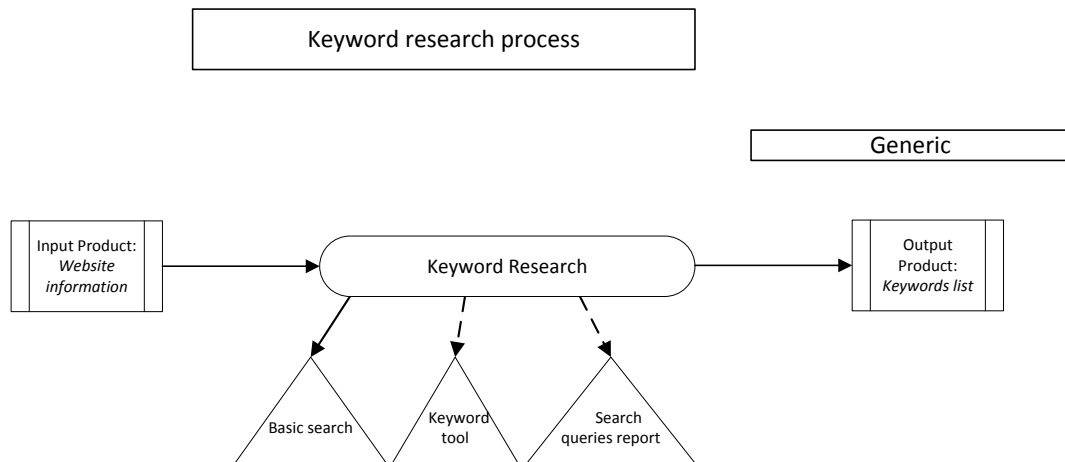 Keyword research process
Generic
Input Product:
Website
information
Keyword Research
Output
Product:
Keywords list
Basic search
Keyword
tool
Search
queries report